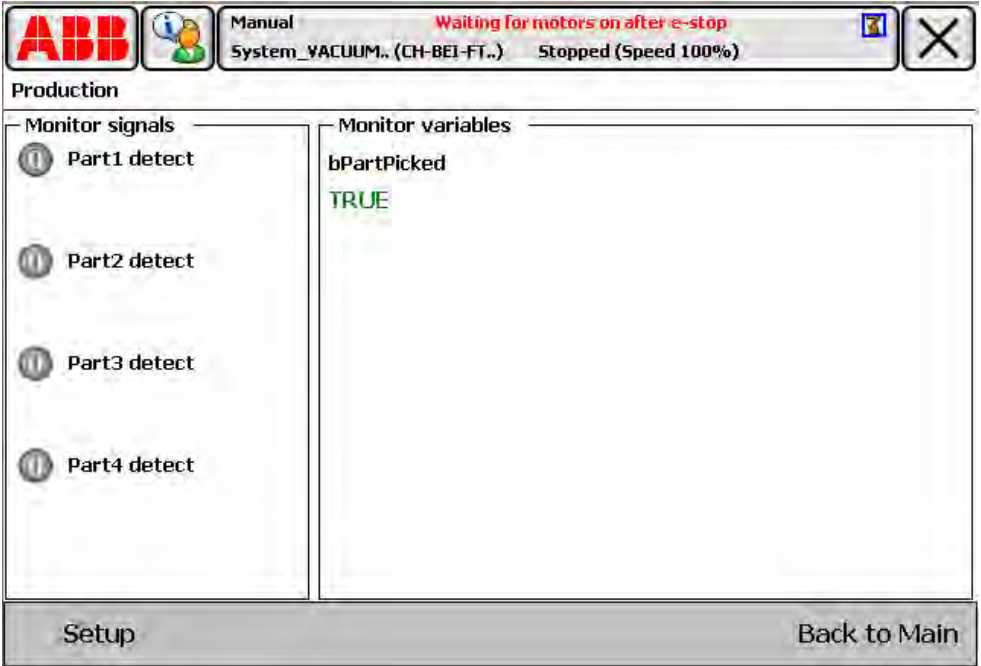 ABB
Manual Waiting for motors on after e-stop
System_VACUUM.. (CH-BEI-FT..) Stopped (Speed 100%)
Production
Monitor signals
Part1 detect
Part2 detect
Part3 detect
Part4 detect
Monitor variables
bPartPicked
TRUE
Setup Back to Main